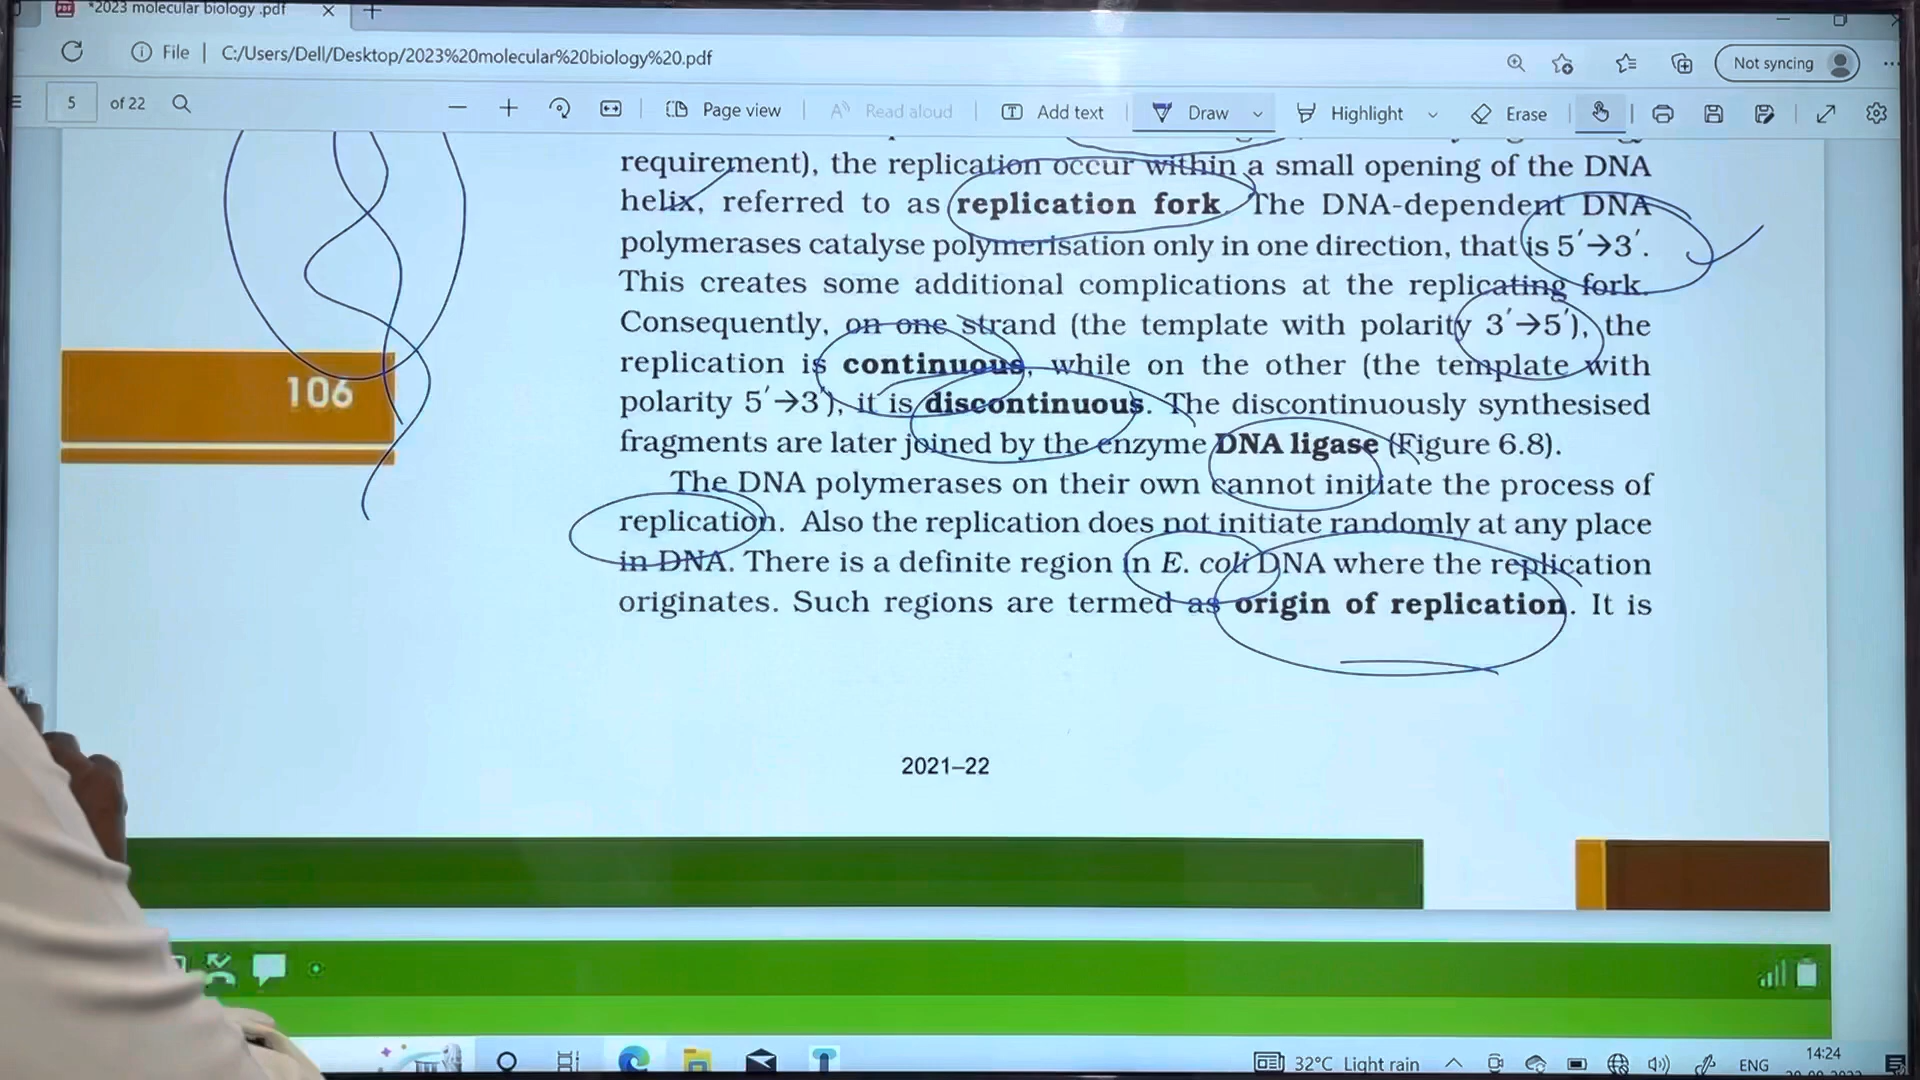 *2023 molecular biology .pdf
File
C:/Users/Dell/Desktop/2023%20molecular%20biology%20.pdf
Not syncing
5 of 22
Page view
Read aloud
Add text
Draw
Highlight
Erase
requirement), the replication occur within a small opening of the DNA
helix, referred to as replication fork. The DNA-dependent DNA
polymerases catalyse polymerisation only in one direction, that is 5′→3′.
This creates some additional complications at the replicating fork.
Consequently, on one strand (the template with polarity 3′→5′), the
replication is continuous, while on the other (the template with
polarity 5′→3′), it is discontinuous. The discontinuously synthesised
fragments are later joined by the enzyme DNA ligase (Figure 6.8).
The DNA polymerases on their own cannot initiate the process of
replication. Also the replication does not initiate randomly at any place
in DNA. There is a definite region in E. coli DNA where the replication
originates. Such regions are termed as origin of replication. It is
106
2021–22
32°C Light rain
ENG
14:24